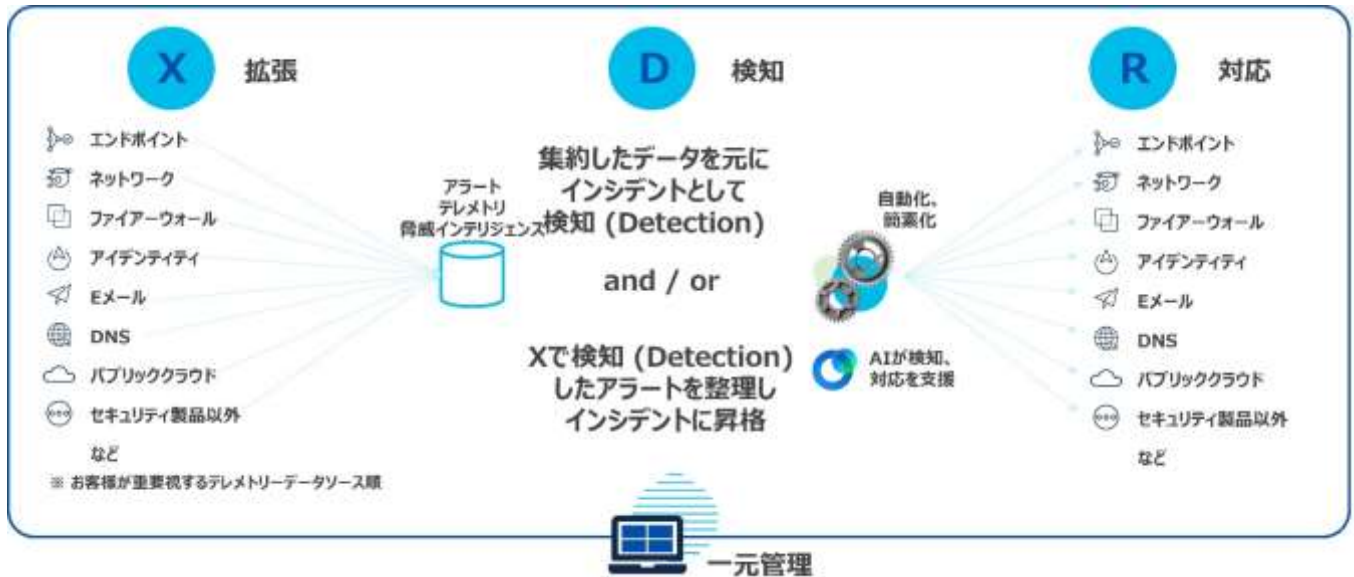 X 拡張
エンドポイント
ネットワーク
ファイアーウォール
アイデンティティ
Eメール
DNS
パブリッククラウド
セキュリティ製品以外
など
※ お客様が重要視するテレメトリーデータソース順
アラート
テレメトリ
脅威インテリジェンス
D 検知
集約したデータを元に
インシデントとして
検知 (Detection)
and / or
Xで検知 (Detection)
したアラートを整理し
インシデントに昇格
自動化、
簡素化
AIが検知、
対応を支援
R 対応
エンドポイント
ネットワーク
ファイアーウォール
アイデンティティ
Eメール
DNS
パブリッククラウド
セキュリティ製品以外
など
一元管理